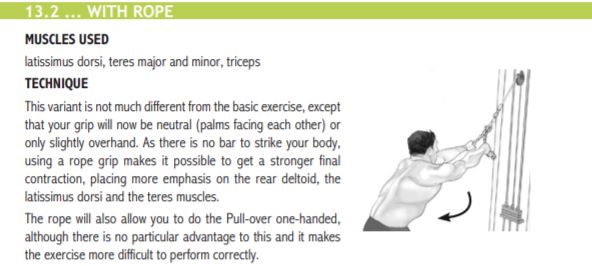 13.2 ... WITH ROPE
MUSCLES USED
latissimus dorsi, teres major and minor, triceps
TECHNIQUE
This variant is not much different from the basic exercise, except
that your grip will now be neutral (palms facing each other) or
only slightly overhand. As there is no bar to strike your body,
using a rope grip makes it possible to get a stronger final
contraction, placing more emphasis on the rear deltoid, the
latissimus dorsi and the teres muscles.
The rope will also allow you to do the Pull-over one-handed,
although there is no particular advantage to this and it makes
the exercise more difficult to perform correctly.